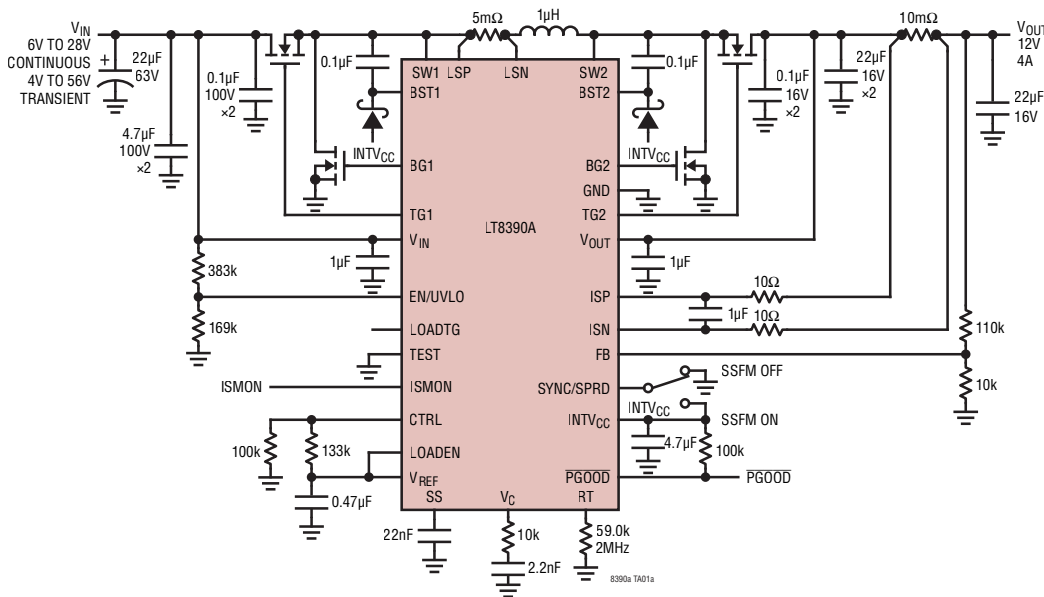 VIN
6V TO 28V
CONTINUOUS
4V TO 56V
TRANSIENT
+
22µF
63V
4.7µF
100V
×2
0.1µF
100V
×2
0.1µF
INTVCC
5mΩ
1µH
0.1µF
INTVCC
0.1µF
16V
×2
22µF
16V
×2
10mΩ
VOUT
12V
4A
22µF
16V
SW1
LSP
LSN
SW2
BST1
BST2
BG1
BG2
GND
TG1
TG2
LT8390A
VIN
VOUT
1µF
1µF
383k
169k
EN/UVLO
ISP
10Ω
1µF
10Ω
LOADTG
ISN
110k
TEST
FB
10k
ISMON
ISMON
SYNC/SPRD
SSFM OFF
INTVCC
SSFM ON
CTRL
INTVCC
4.7µF
100k
100k
133k
LOADEN
VREF
PGOOD
PGOOD
0.47µF
SS
VC
RT
22nF
10k
2.2nF
59.0k
2MHz
8390a TA01a